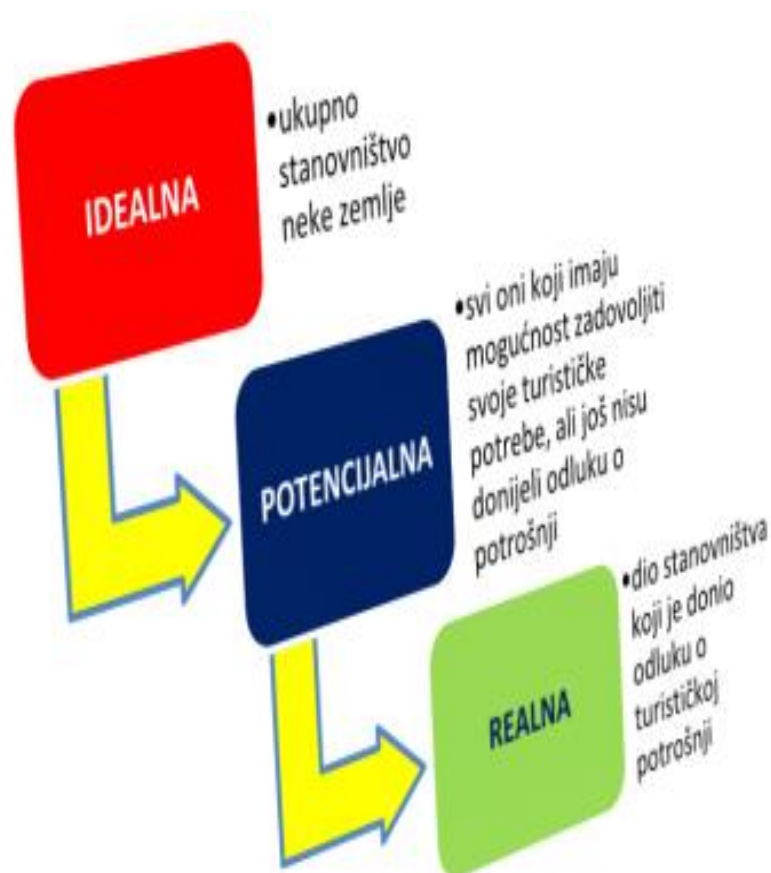 IDEALNA
•ukupno
stanovništvo
neke zemlje
POTENCIJALNA
•svi oni koji imaju
mogućnost zadovoljiti
svoje turističke
potrebe, ali još nisu
donijeli odluku o
potrošnji
REALNA
•dio stanovništva
koji je donio
odluku o
turističkoj
potrošnji